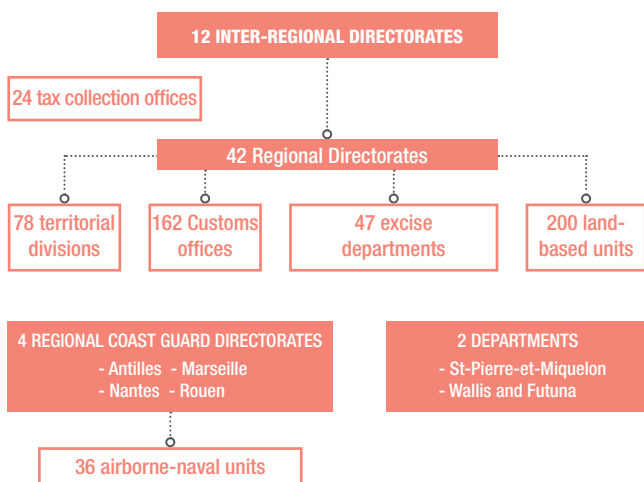 12 INTER-REGIONAL DIRECTORATES
24 tax collection offices
42 Regional Directorates
78 territorial
divisions
162 Customs
offices
47 excise
departments
200 land-
based units
4 REGIONAL COAST GUARD DIRECTORATES
- Antilles - Marseille
- Nantes - Rouen
2 DEPARTMENTS
- St-Pierre-et-Miquelon
- Wallis and Futuna
36 airborne-naval units